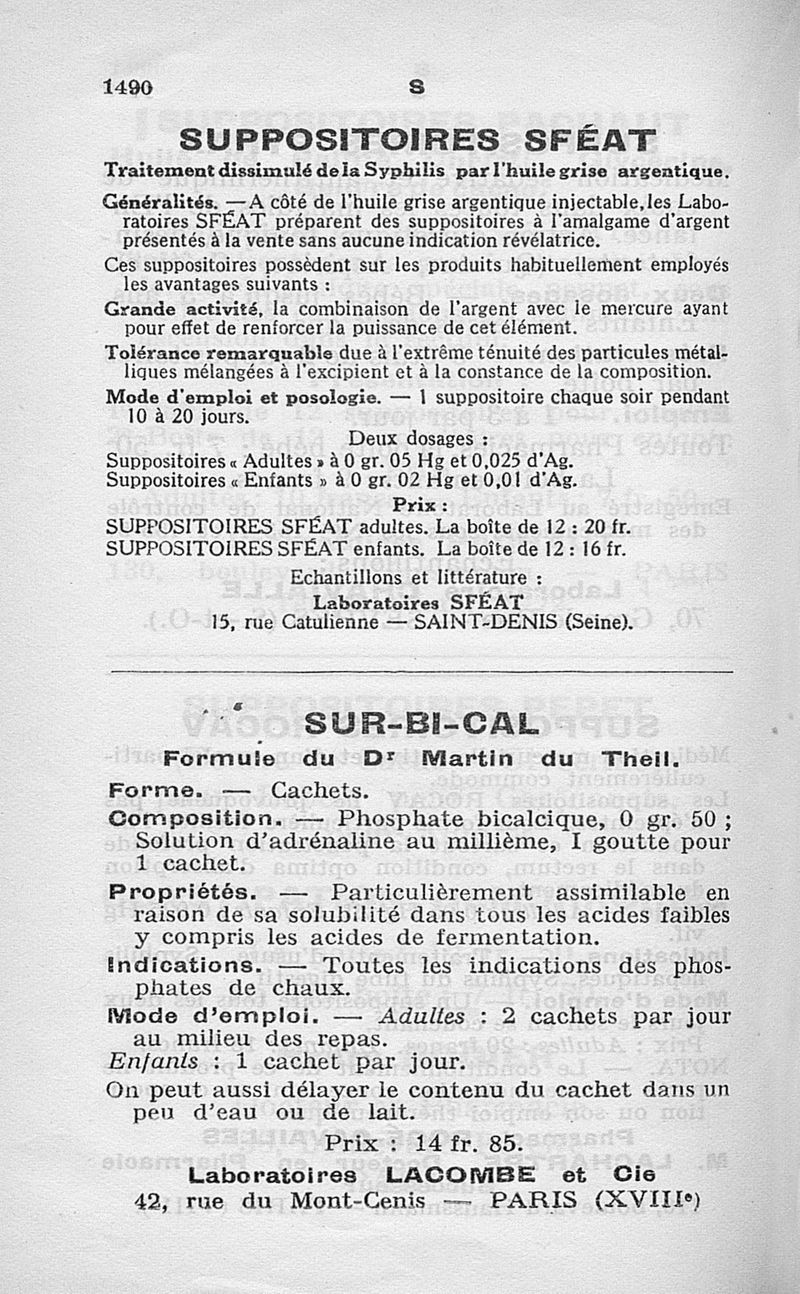 1490
S
SUPPOSITOIRES SFÉAT
Traitement dissimulé de la Syphilis par l'huile grise argentique.
Généralités. — A côté de l'huile grise argentique injectable, les Labo-
ratoires SFÉAT préparent des suppositoires à l'amalgame d'argent
présentés à la vente sans aucune indication révélatrice.
Ces suppositoires possèdent sur les produits habituellement employés
les avantages suivants :
Grande activité, la combinaison de l'argent avec le mercure ayant
pour effet de renforcer la puissance de cet élément.
Tolérance remarquable due à l'extrême ténuité des particules métal-
liques mélangées à l'excipient et à la constance de la composition.
Mode d'emploi et posologie. — 1 suppositoire chaque soir pendant
10 à 20 jours.
Deux dosages :
Suppositoires « Adultes » à 0 gr. 05 Hg et 0,025 d'Ag.
Suppositoires « Enfants » à 0 gr. 02 Hg et 0,01 d'Ag.
Prix :
SUPPOSITOIRES SFÉAT adultes. La boîte de 12 : 20 fr.
SUPPOSITOIRES SFÉAT enfants. La boîte de 12 : 16 fr.
Echantillons et littérature :
Laboratoires SFÉAT
15, rue Catulienne — SAINT-DENIS (Seine).
SUR-BI-CAL
Formule du Dr Martin du Theil.
Forme. — Cachets.
Composition. — Phosphate bicalcique, 0 gr. 50 ;
Solution d'adrénaline au millième, I goutte pour
1 cachet.
Propriétés. — Particulièrement assimilable en
raison de sa solubilité dans tous les acides faibles
y compris les acides de fermentation.
Indications. — Toutes les indications des phos-
phates de chaux.
Mode d'emploi. — Adultes : 2 cachets par jour
au milieu des repas.
Enfants : 1 cachet par jour.
On peut aussi délayer le contenu du cachet dans un
peu d'eau ou de lait.
Prix : 14 fr. 85.
Laboratoires LACOMBE et Cie
42, rue du Mont-Cenis — PARIS (XVIIIe)